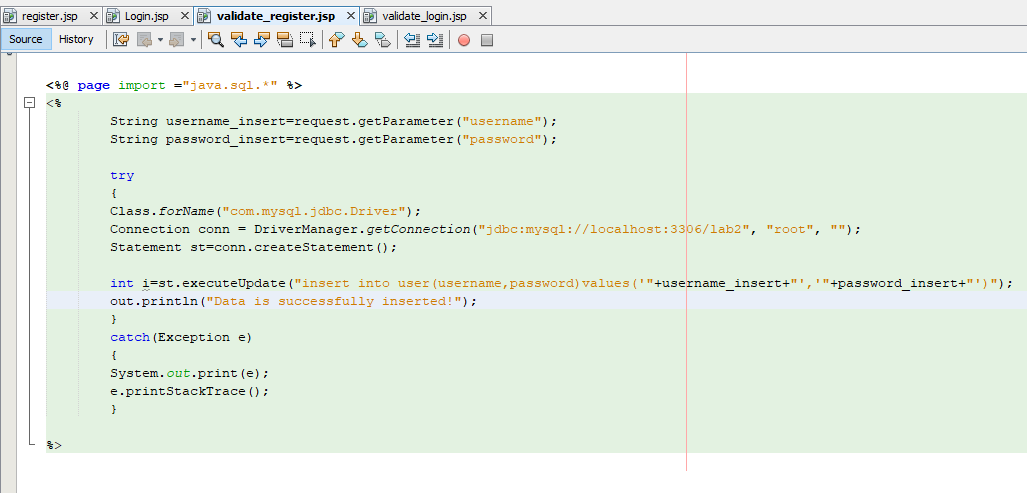 register.jsp Login.jsp validate_register.jsp validate_login.jsp
Source History
<%@ page import ="java.sql.*" %>
<%
String username_insert=request.getParameter("username");
String password_insert=request.getParameter("password");
try
{
Class.forName("com.mysql.jdbc.Driver");
Connection conn = DriverManager.getConnection("jdbc:mysql://localhost:3306/lab2", "root", "");
Statement st=conn.createStatement();
int i=st.executeUpdate("insert into user(username,password)values('"+username_insert+"','"+password_insert+"')");
out.println("Data is successfully inserted!");
}
catch(Exception e)
{
System.out.print(e);
e.printStackTrace();
}
%>